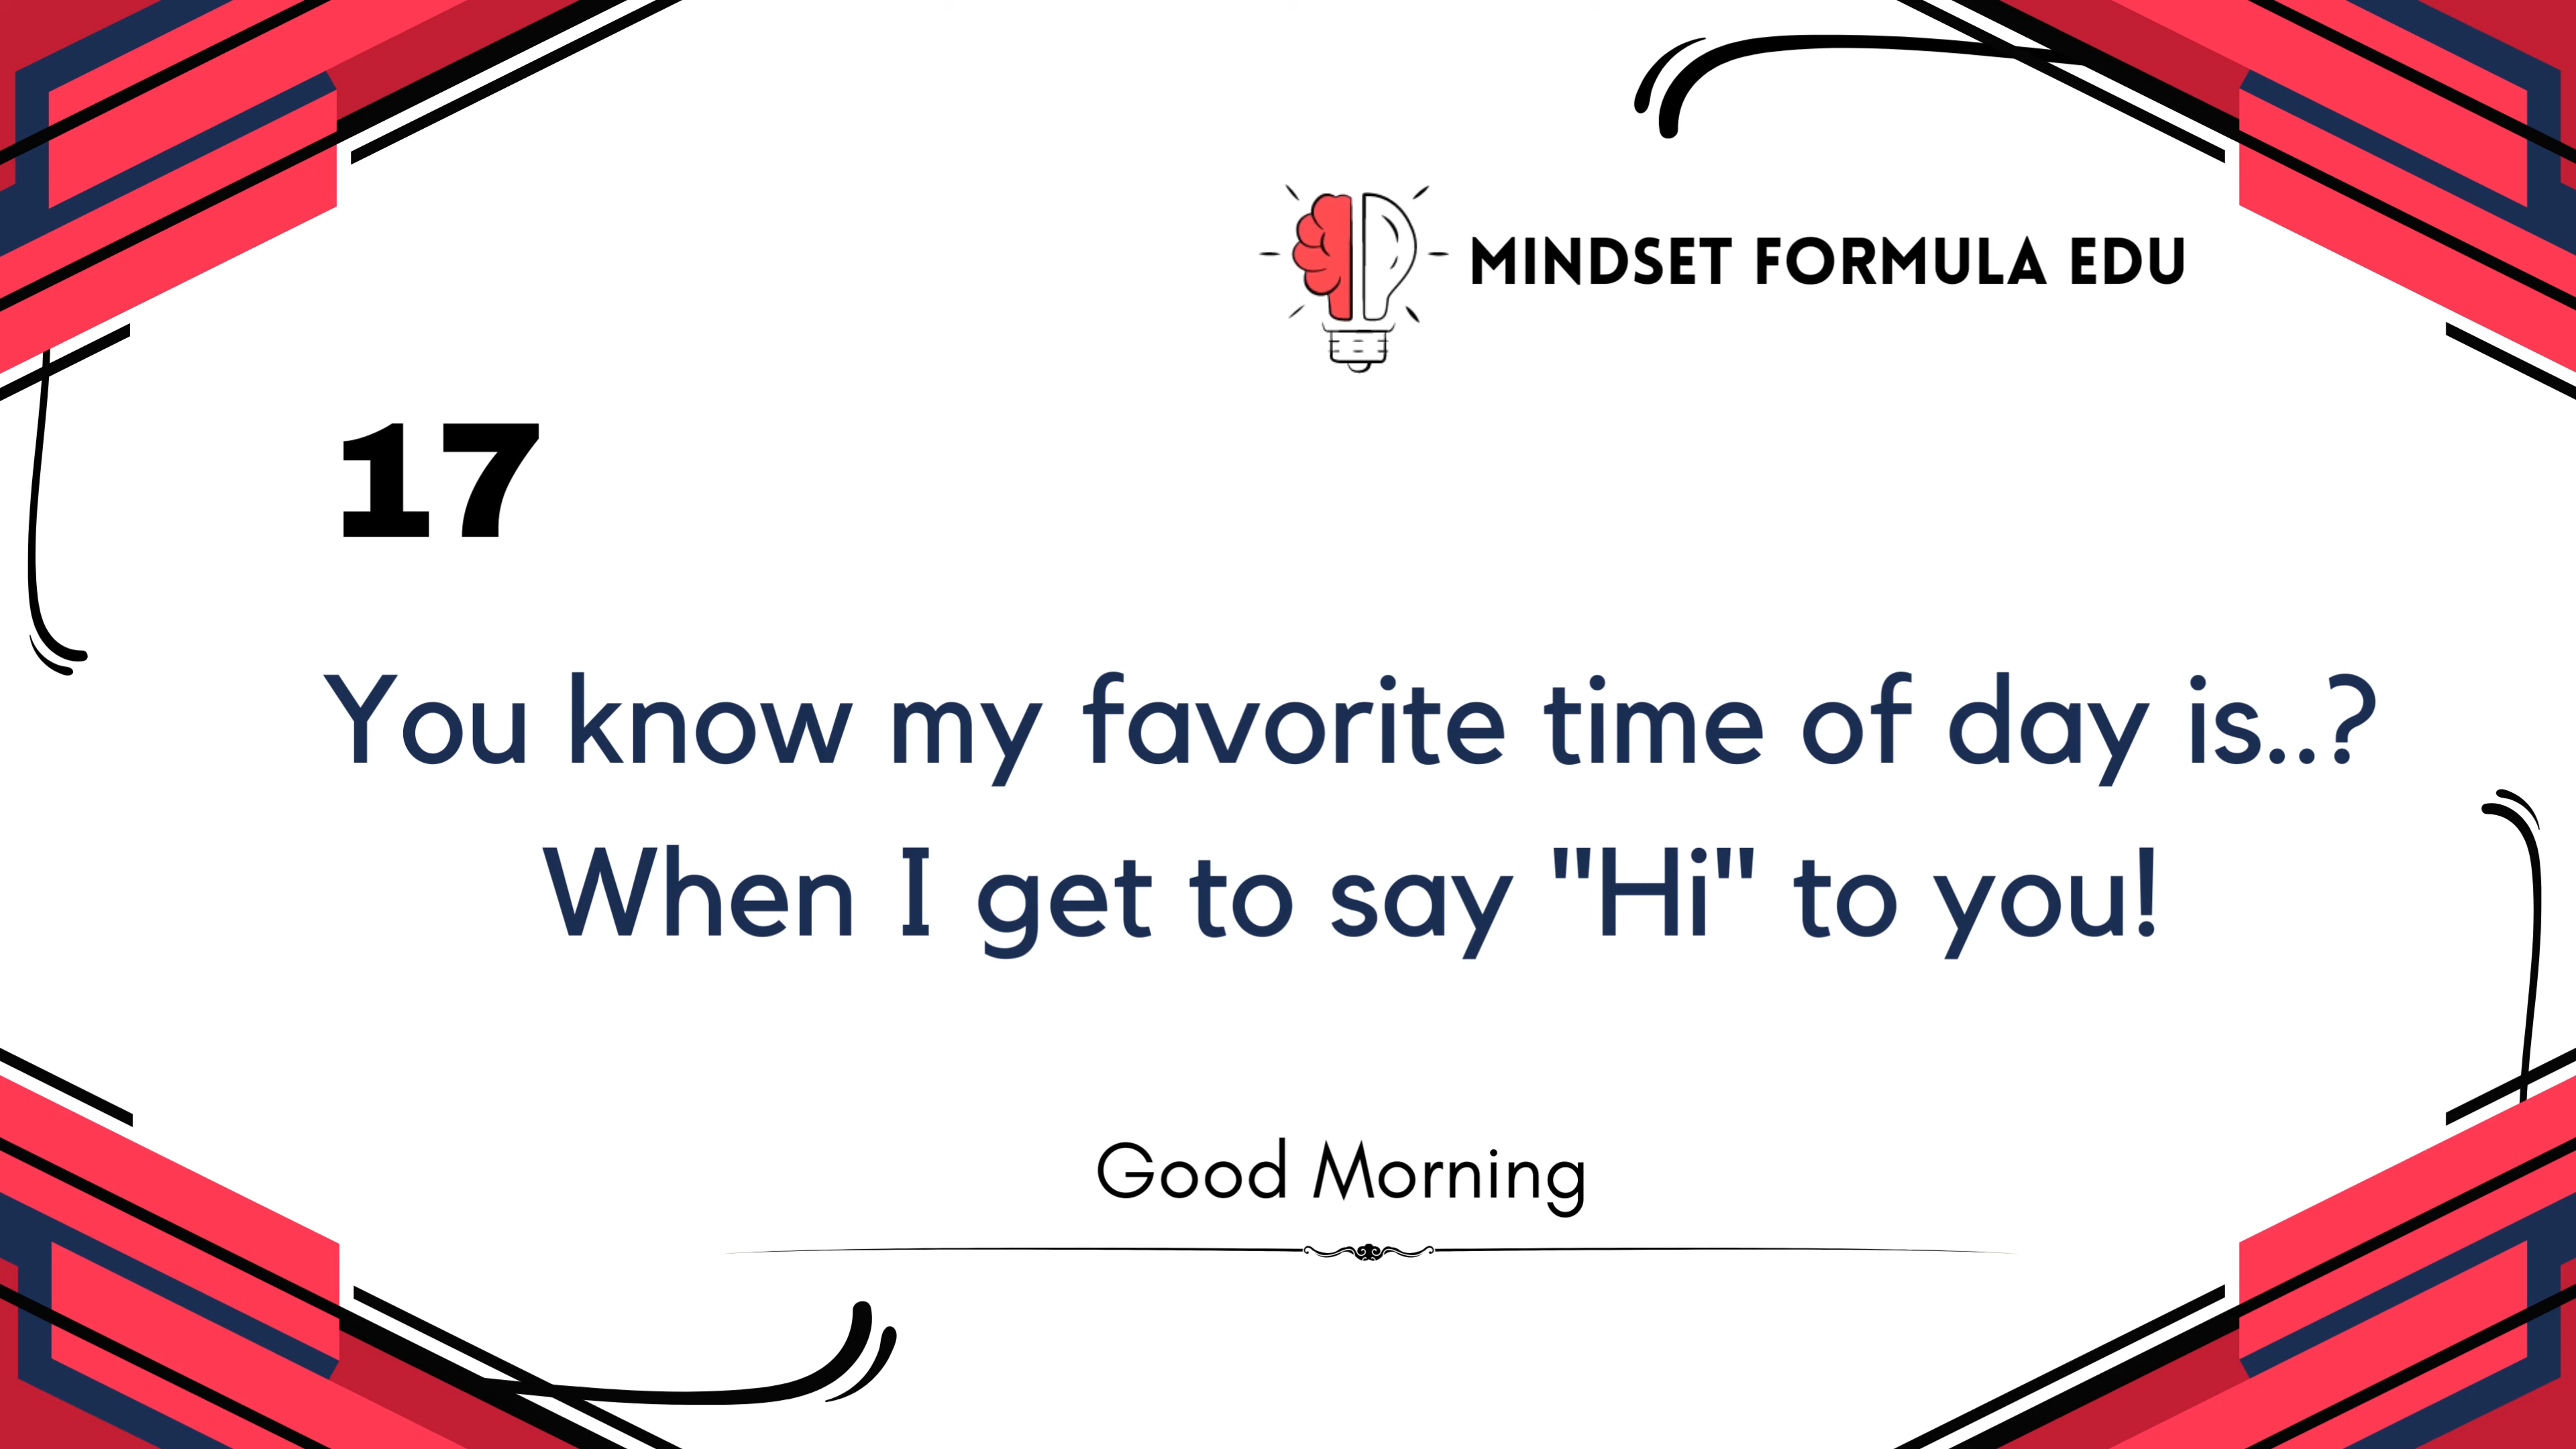 MINDSET FORMULA EDU
17
You know my favorite time of day is..?
When I get to say "Hi" to you!
Good Morning